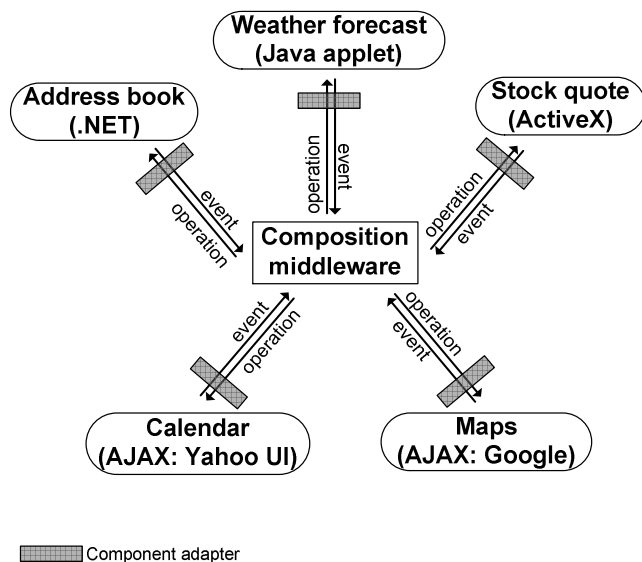 Weather forecast
(Java applet)
Address book
(.NET)
Stock quote
(ActiveX)
operation
event
event
operation
operation
event
Composition
middleware
event
operation
operation
event
Calendar
(AJAX: Yahoo UI)
Maps
(AJAX: Google)
Component adapter